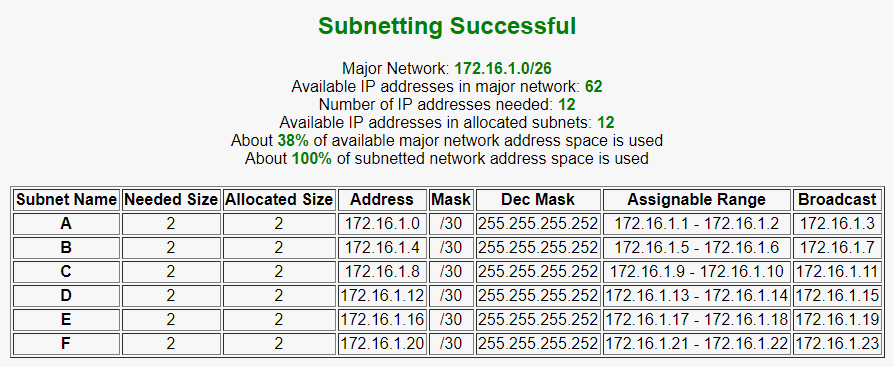 Subnetting Successful
Major Network: 172.16.1.0/26
Available IP addresses in major network: 62
Number of IP addresses needed: 12
Available IP addresses in allocated subnets: 12
About 38% of available major network address space is used
About 100% of subnetted network address space is used
Subnet Name Needed Size Allocated Size Address Mask Dec Mask Assignable Range Broadcast
A 2 2 172.16.1.0 /30 255.255.255.252 172.16.1.1 - 172.16.1.2 172.16.1.3
B 2 2 172.16.1.4 /30 255.255.255.252 172.16.1.5 - 172.16.1.6 172.16.1.7
C 2 2 172.16.1.8 /30 255.255.255.252 172.16.1.9 - 172.16.1.10 172.16.1.11
D 2 2 172.16.1.12 /30 255.255.255.252 172.16.1.13 - 172.16.1.14 172.16.1.15
E 2 2 172.16.1.16 /30 255.255.255.252 172.16.1.17 - 172.16.1.18 172.16.1.19
F 2 2 172.16.1.20 /30 255.255.255.252 172.16.1.21 - 172.16.1.22 172.16.1.23